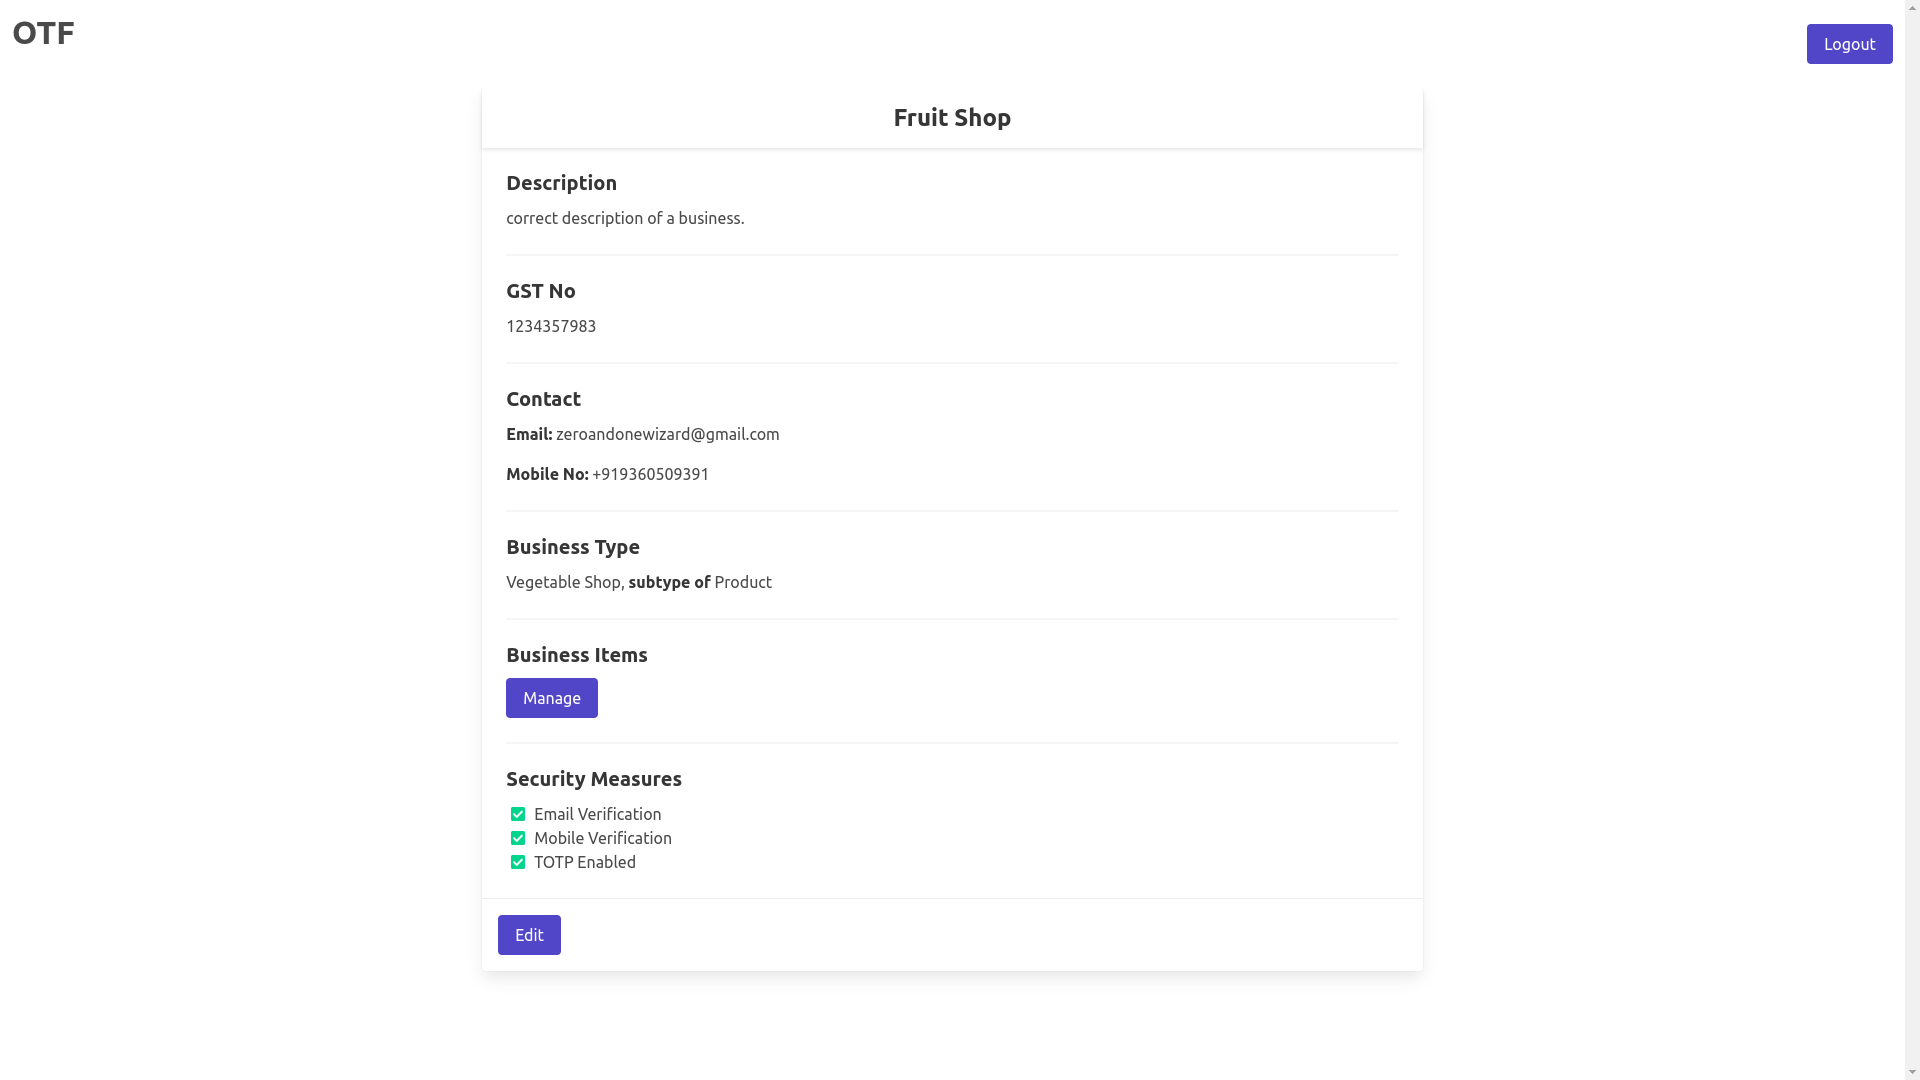 OTF
Logout
Fruit Shop
Description
correct description of a business.
GST No
1234357983
Contact
Email: zeroandonewizard@gmail.com
Mobile No: +919360509391
Business Type
Vegetable Shop, subtype of Product
Business Items
Manage
Security Measures
Email Verification
Mobile Verification
TOTP Enabled
Edit